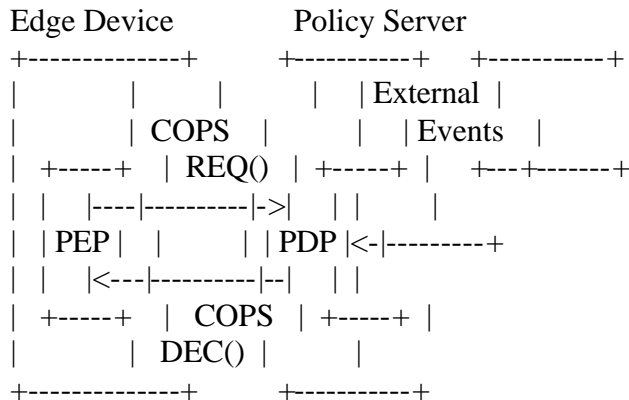 Edge Device Policy Server
+--------------+ +-----------+ +-----------+
| | | | | External |
| | COPS | | | Events |
| +-----+ | REQ() | +-----+ | +---+-------+
| | |----|----------|->| | | |
| | PEP | | | | PDP |<-|---------+
| | |<---|----------|--| | |
| +-----+ | COPS | +-----+ |
| | DEC() | |
+--------------+ +-----------+